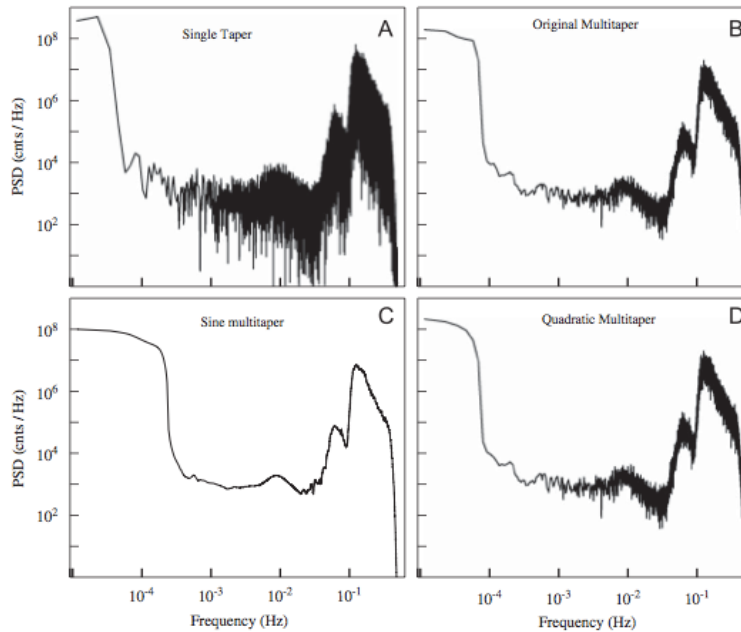 Single Taper
A
Original Multitaper
B
PSD (cnts / Hz)
10^8
10^6
10^4
10^2
Sine multitaper
C
Quadratic Multitaper
D
PSD (cnts / Hz)
10^8
10^6
10^4
10^2
10^-4
10^-3
10^-2
10^-1
10^-4
10^-3
10^-2
10^-1
Frequency (Hz)
Frequency (Hz)